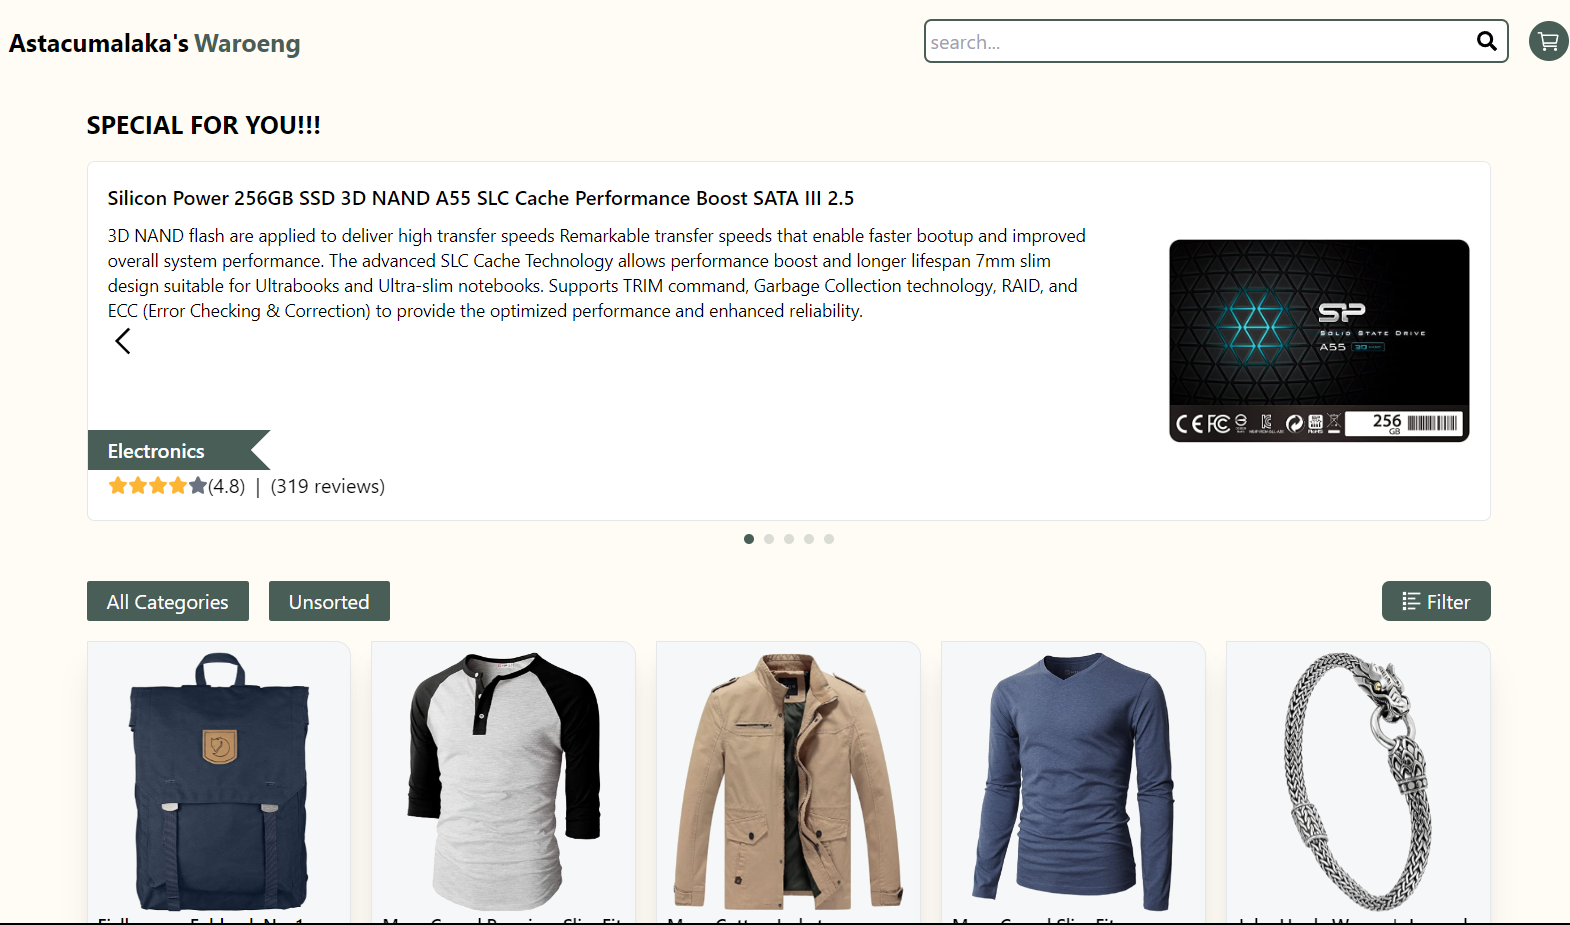 Astacumalaka's Waroeng
search...
SPECIAL FOR YOU!!!
Silicon Power 256GB SSD 3D NAND A55 SLC Cache Performance Boost SATA III 2.5
3D NAND flash are applied to deliver high transfer speeds Remarkable transfer speeds that enable faster bootup and improved
overall system performance. The advanced SLC Cache Technology allows performance boost and longer lifespan 7mm slim
design suitable for Ultrabooks and Ultra-slim notebooks. Supports TRIM command, Garbage Collection technology, RAID, and
ECC (Error Checking & Correction) to provide the optimized performance and enhanced reliability.
SP
SOLID STATE DRIVE
A55
256
GB
Electronics
(4.8) | (319 reviews)
All Categories
Unsorted
Filter